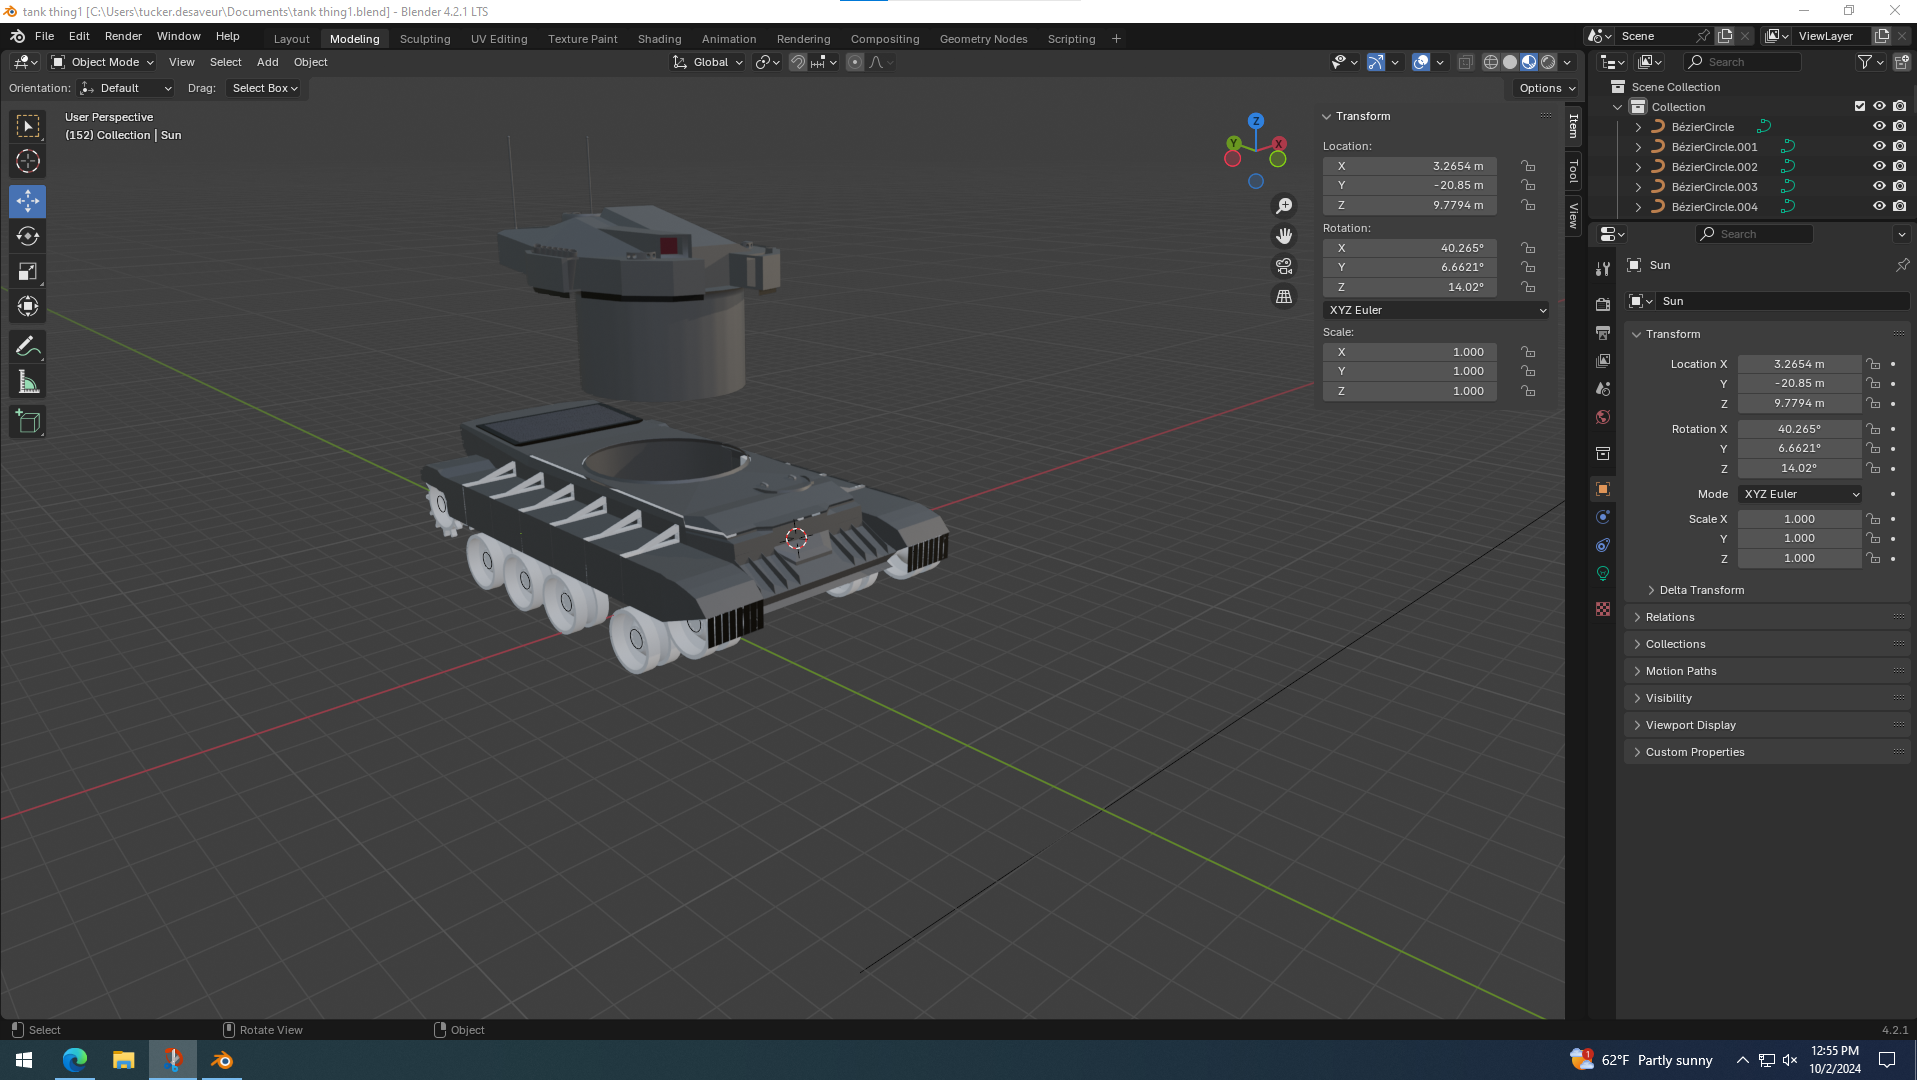 tank thing1 [C:\Users\tucker.desaveur\Documents\tank thing1.blend] - Blender 4.2.1 LTS
File Edit Render Window Help Layout Modeling Sculpting UV Editing Texture Paint Shading Animation Rendering Compositing Geometry Nodes Scripting + Scene ViewLayer
Object Mode View Select Add Object Global Search
Orientation: Default Drag: Select Box Options
User Perspective
(152) Collection | Sun
Z
Y
X
Transform
Location:
X 3.2654 m
Y -20.85 m
Z 9.7794 m
Rotation:
X 40.265°
Y 6.6621°
Z 14.02°
XYZ Euler
Scale:
X 1.000
Y 1.000
Z 1.000
Item
Tool
View
Scene Collection
Collection
BézierCircle
BézierCircle.001
BézierCircle.002
BézierCircle.003
BézierCircle.004
Search
Sun
Sun
Transform
Location X 3.2654 m
Y -20.85 m
Z 9.7794 m
Rotation X 40.265°
Y 6.6621°
Z 14.02°
Mode XYZ Euler
Scale X 1.000
Y 1.000
Z 1.000
Delta Transform
Relations
Collections
Motion Paths
Visibility
Viewport Display
Custom Properties
Select Rotate View Object 4.2.1
1 62°F Partly sunny
12:55 PM
10/2/2024